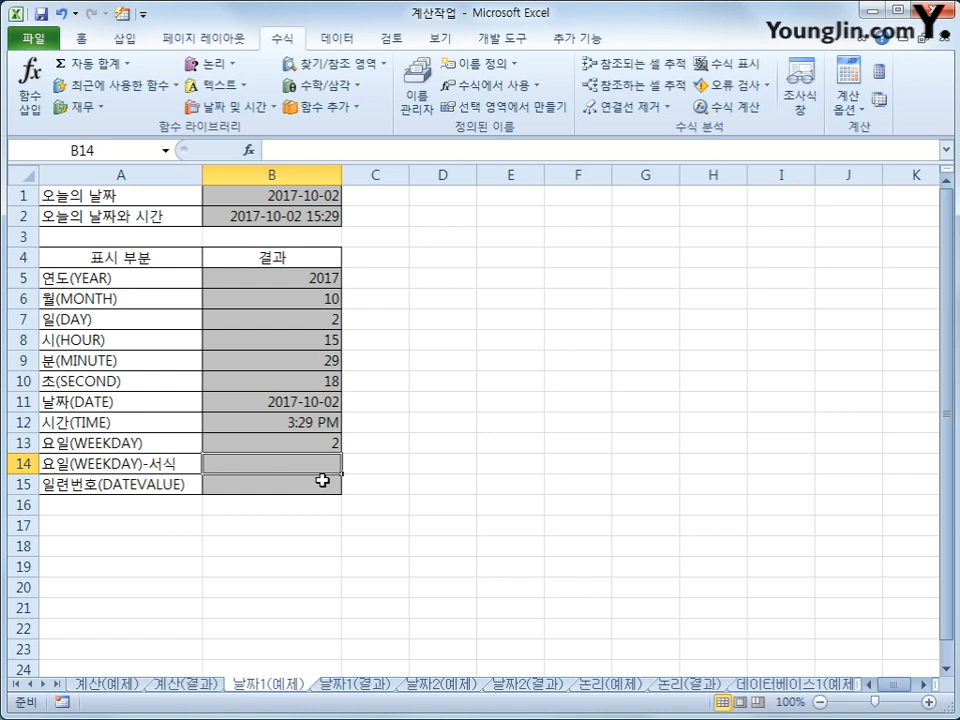 계산작업 - Microsoft Excel
Younglin.com Y.
파일 홈 삽입 페이지 레이아웃 수식 데이터 검토 보기 개발 도구 추가 기능
fx 함수 삽입
Σ 자동 합계 논리 찾기/참조 영역
최근에 사용한 함수 텍스트 수학/삼각
재무 날짜 및 시간 함수 추가
함수 라이브러리
이름 관리자
이름 정의
수식에서 사용
선택 영역에서 만들기
정의된 이름
참조되는 셀 추적 수식 표시
참조하는 셀 추적 오류 검사
연결선 제거 수식 계산
조사식 창
수식 분석
계산 옵션
계산
B14 fx
A B C D E F G H I J K
1 오늘의 날짜 2017-10-02
2 오늘의 날짜와 시간 2017-10-02 15:29
3
4 표시 부분 결과
5 연도(YEAR) 2017
6 월(MONTH) 10
7 일(DAY) 2
8 시(HOUR) 15
9 분(MINUTE) 29
10 초(SECOND) 18
11 날짜(DATE) 2017-10-02
12 시간(TIME) 3:29 PM
13 요일(WEEKDAY) 2
14 요일(WEEKDAY)-서식
15 일련번호(DATEVALUE)
16
17
18
19
20
21
22
23
24
계산(예제) 계산(결과) 날짜1(예제) 날짜1(결과) 날짜2(예제) 날짜2(결과) 논리(예제) 논리(결과) 데이터베이스1(예제
준비 100%